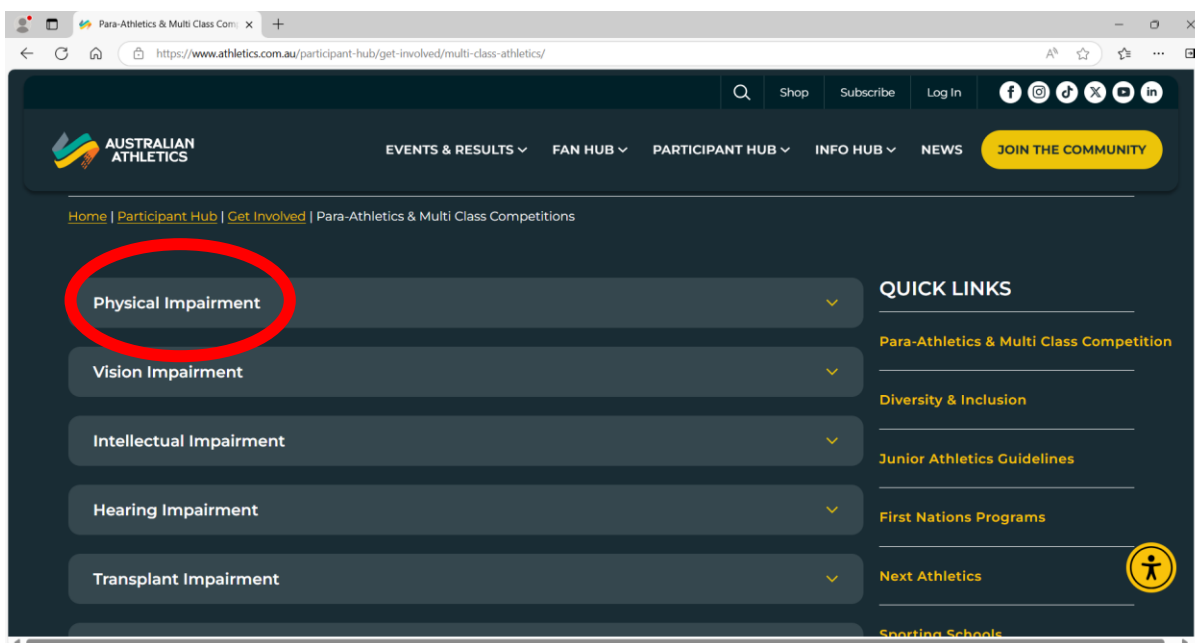 Para-Athletics & Multi Class Com
https://www.athletics.com.au/participant-hub/get-involved/multi-class-athletics/
Shop Subscribe Log In
AUSTRALIAN
ATHLETICS
EVENTS & RESULTS FAN HUB PARTICIPANT HUB INFO HUB NEWS JOIN THE COMMUNITY
Home | Participant Hub | Get Involved | Para-Athletics & Multi Class Competitions
Physical Impairment
Vision Impairment
Intellectual Impairment
Hearing Impairment
Transplant Impairment
QUICK LINKS
Para-Athletics & Multi Class Competition
Diversity & Inclusion
Junior Athletics Guidelines
First Nations Programs
Next Athletics
Sporting Schools